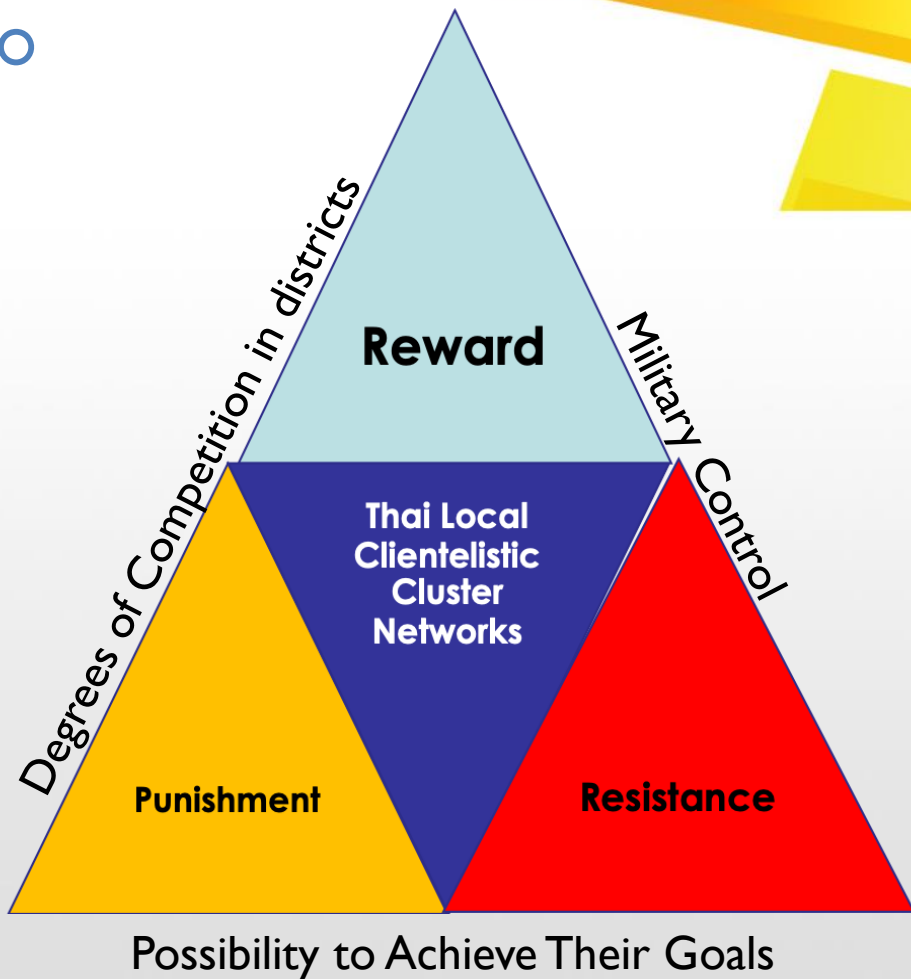 Degrees of Competition in districts
Military Control
Reward
Thai Local
Clientelistic
Cluster
Networks
Punishment
Resistance
Possibility to Achieve Their Goals